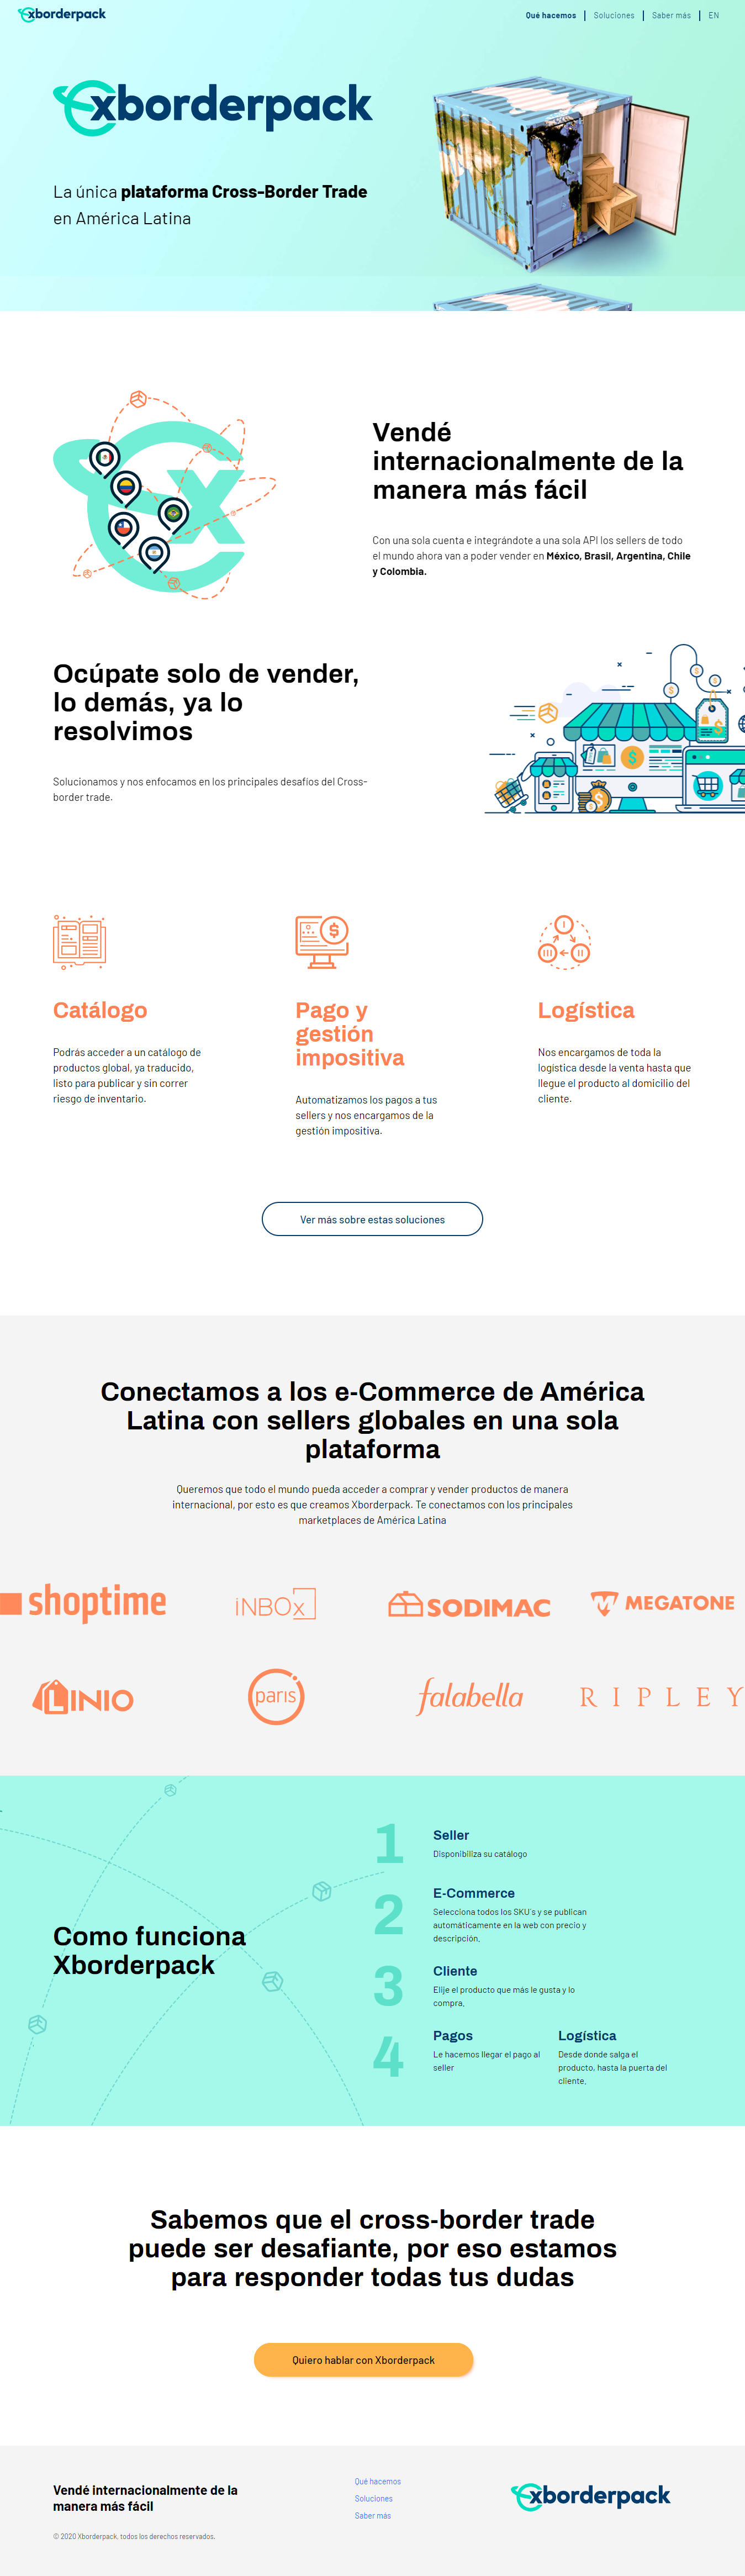 xborderpack
Qué hacemos
Soluciones
Saber más
EN
xborderpack
La única plataforma Cross-Border Trade
en América Latina
Vendé
internacionalmente de la
manera más fácil
Con una sola cuenta e integrándote a una sola API los sellers de todo
el mundo ahora van a poder vender en México, Brasil, Argentina, Chile
y Colombia.
Ocúpate solo de vender,
lo demás, ya lo
resolvimos
Solucionamos y nos enfocamos en los principales desafíos del Cross-
border trade.
Catálogo
Podrás acceder a un catálogo de
productos global, ya traducido,
listo para publicar y sin correr
riesgo de inventario.
Pago y
gestión
impositiva
Automatizamos los pagos a tus
sellers y nos encargamos de la
gestión impositiva.
Logística
Nos encargamos de toda la
logística desde la venta hasta que
llegue el producto al domicilio del
cliente.
Ver más sobre estas soluciones
Conectamos a los e-Commerce de América
Latina con sellers globales en una sola
plataforma
Queremos que todo el mundo pueda acceder a comprar y vender productos de manera
internacional, por esto es que creamos Xborderpack. Te conectamos con los principales
marketplaces de América Latina
shoptime
iNBOx
SODIMAC
MEGATONE
LINIO
paris
falabella
RIPLEY
Como funciona
Xborderpack
1
Seller
Disponibiliza su catálogo
2
E-Commerce
Selecciona todos los SKU´s y se publican
automáticamente en la web con precio y
descripción.
3
Cliente
Elije el producto que más le gusta y lo
compra.
4
Pagos
Le hacemos llegar el pago al
seller
Logística
Desde donde salga el
producto, hasta la puerta del
cliente.
Sabemos que el cross-border trade
puede ser desafiante, por eso estamos
para responder todas tus dudas
Quiero hablar con Xborderpack
Vendé internacionalmente de la
manera más fácil
© 2020 Xborderpack. todos los derechos reservados.
Qué hacemos
Soluciones
Saber más
xborderpack